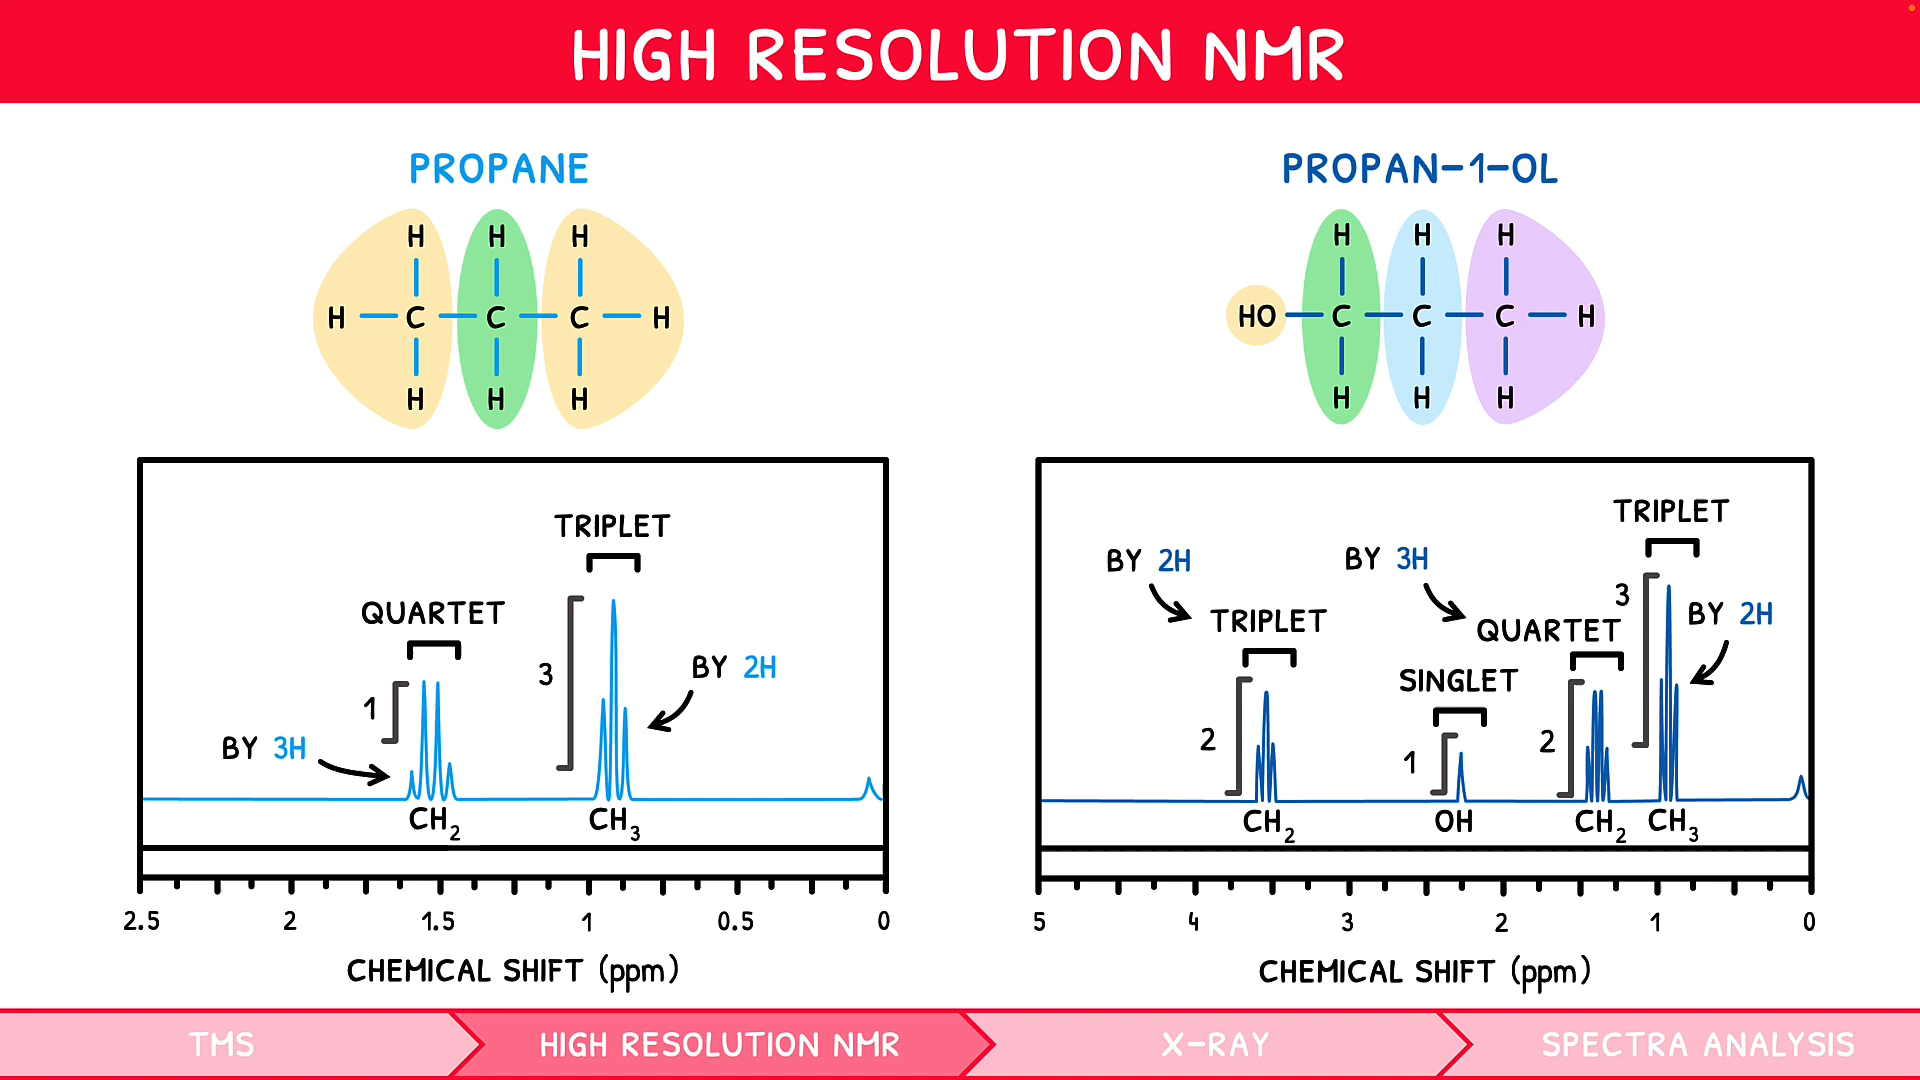 HIGH RESOLUTION NMR
PROPANE
H H H
H C C C H
H H H
TRIPLET
QUARTET
3
BY 2H
1
BY 3H
CH2
CH3
2.5 2 1.5 1 0.5 0
CHEMICAL SHIFT (ppm)
PROPAN-1-OL
H H H
HO C C C H
H H H
TRIPLET
BY 2H
BY 3H
3
BY 2H
TRIPLET
QUARTET
SINGLET
2
1
2
CH2
OH
CH2
CH3
5 4 3 2 1 0
CHEMICAL SHIFT (ppm)
TMS
HIGH RESOLUTION NMR
X-RAY
SPECTRA ANALYSIS